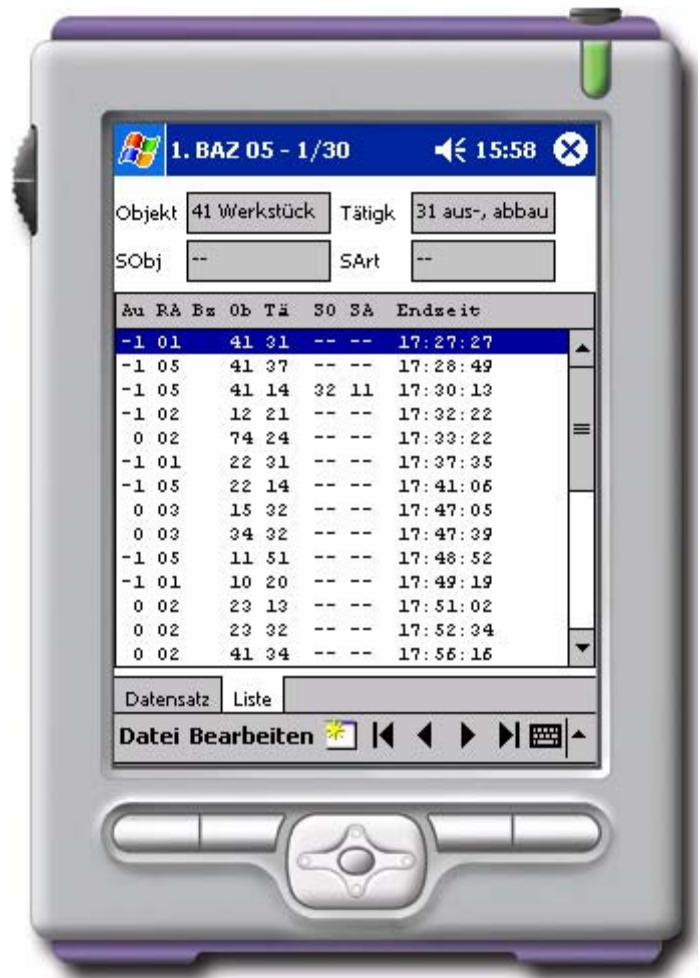 1. BAZ 05 - 1/30 15:58
Objekt 41 Werkstück Tätigk 31 aus-, abbau
SObj -- SArt --
Au RA Bz Ob Tä SO SA Endzeit
-1 01 41 31 -- -- 17:27:27
-1 05 41 37 -- -- 17:28:49
-1 05 41 14 32 11 17:30:13
-1 02 12 21 -- -- 17:32:22
0 02 74 24 -- -- 17:33:22
-1 01 22 31 -- -- 17:37:35
-1 05 22 14 -- -- 17:41:06
0 03 15 32 -- -- 17:47:05
0 03 34 32 -- -- 17:47:39
-1 05 11 51 -- -- 17:48:52
-1 01 10 20 -- -- 17:49:19
0 02 23 13 -- -- 17:51:02
0 02 23 32 -- -- 17:52:34
0 02 41 34 -- -- 17:56:16
Datensatz Liste
Datei Bearbeiten